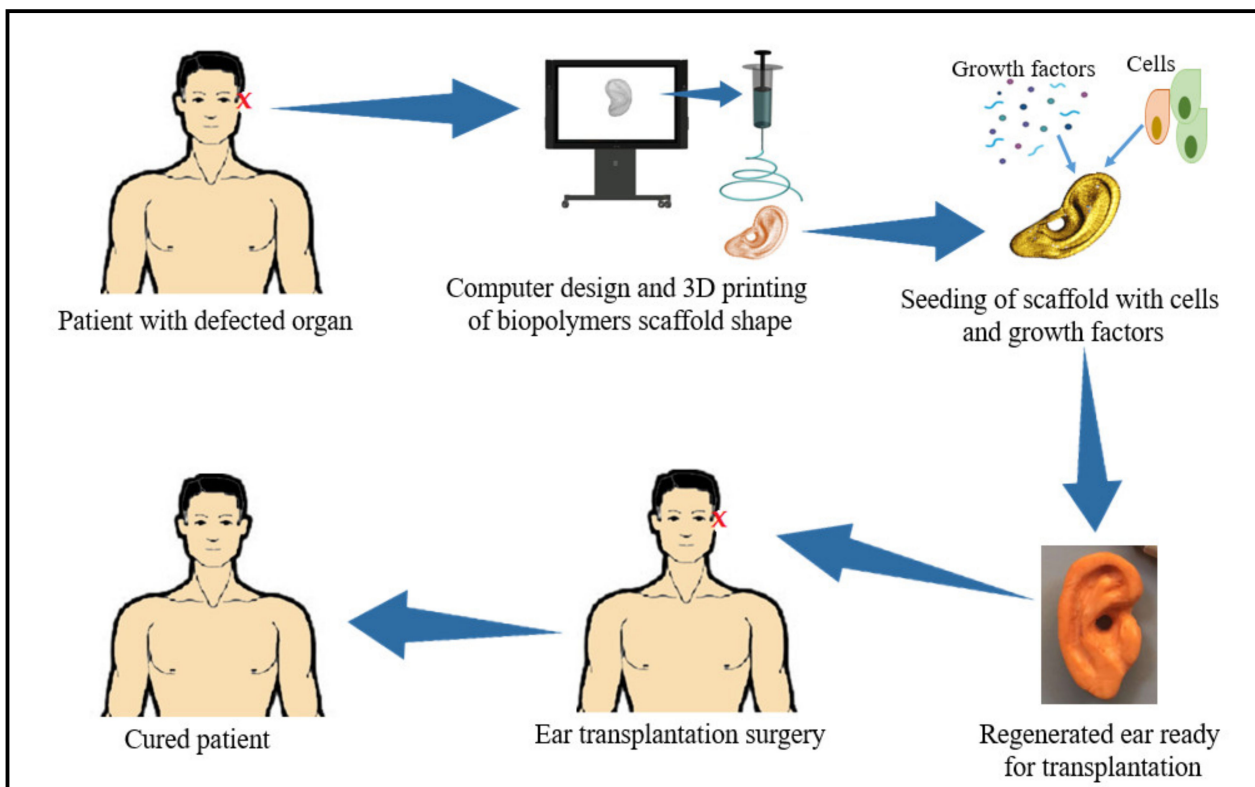 Growth factors
Cells
Patient with defected organ
Computer design and 3D printing
of biopolymers scaffold shape
Seeding of scaffold with cells
and growth factors
Cured patient
Ear transplantation surgery
Regenerated ear ready
for transplantation